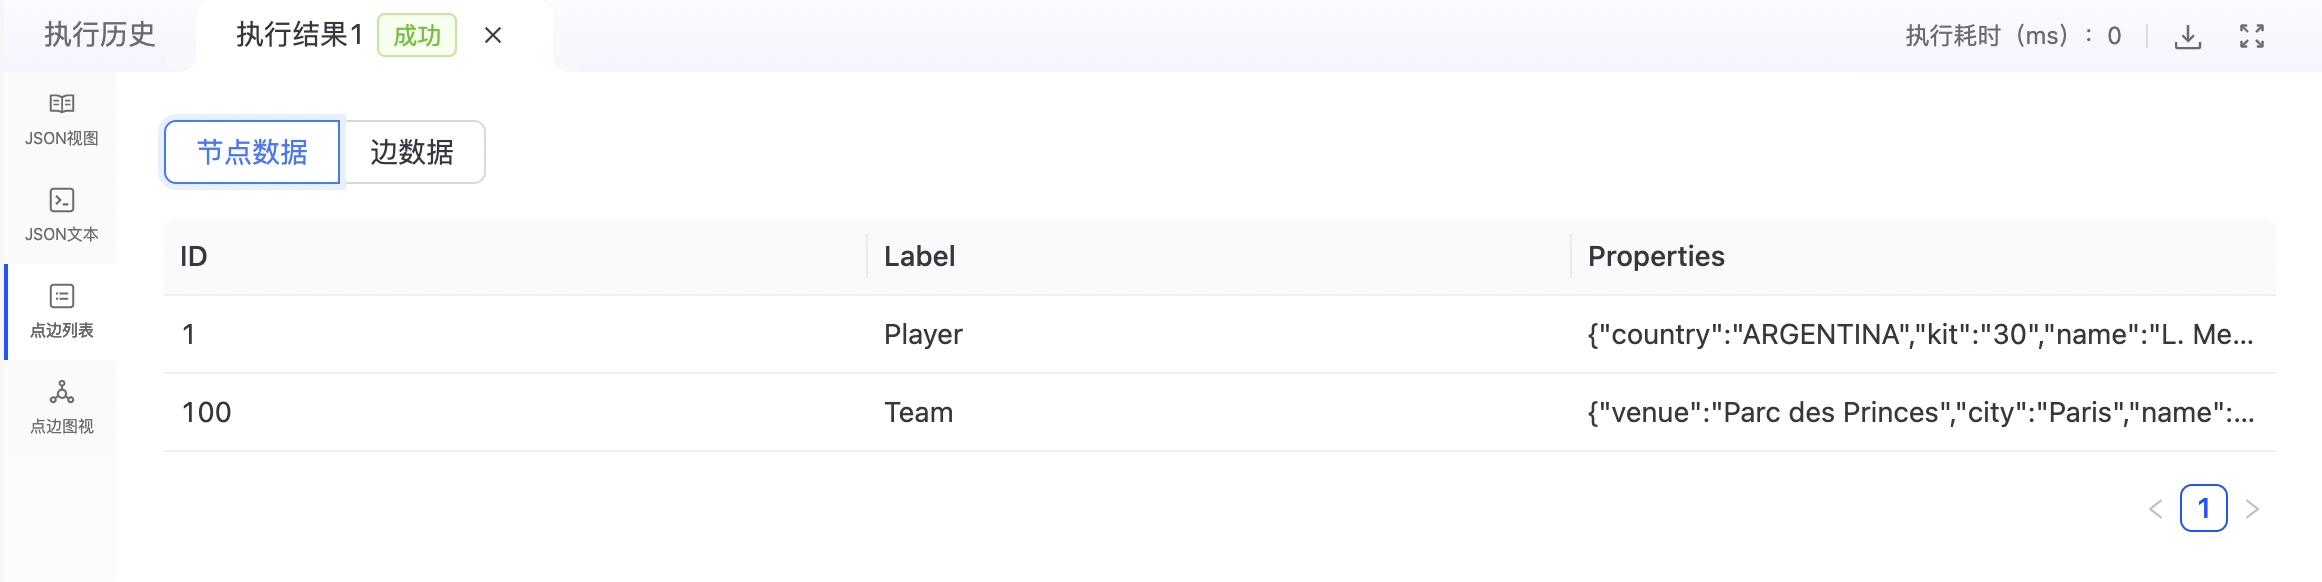 执行历史
执行结果1 成功
执行耗时（ms）： 0
JSON视图
JSON文本
点边列表
点边图视
节点数据 边数据
ID Label Properties
1 Player {"country":"ARGENTINA","kit":"30","name":"L. Me...
100 Team {"venue":"Parc des Princes","city":"Paris","name":...
1